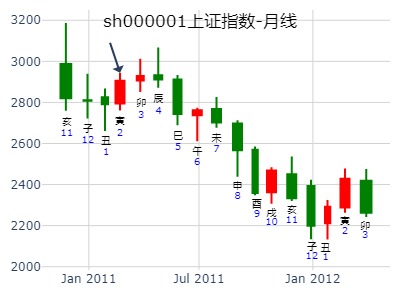 sh000001上证指数-月线
3200
3000
2800
2600
2400
2200
2000
亥 11
子 12
丑 1
寅 2
卯 3
辰 4
巳 5
午 6
未 7
申 8
酉 9
戌 10
亥 11
子 12
丑 1
寅 2
卯 3
Jan 2011 Jul 2011 Jan 2012